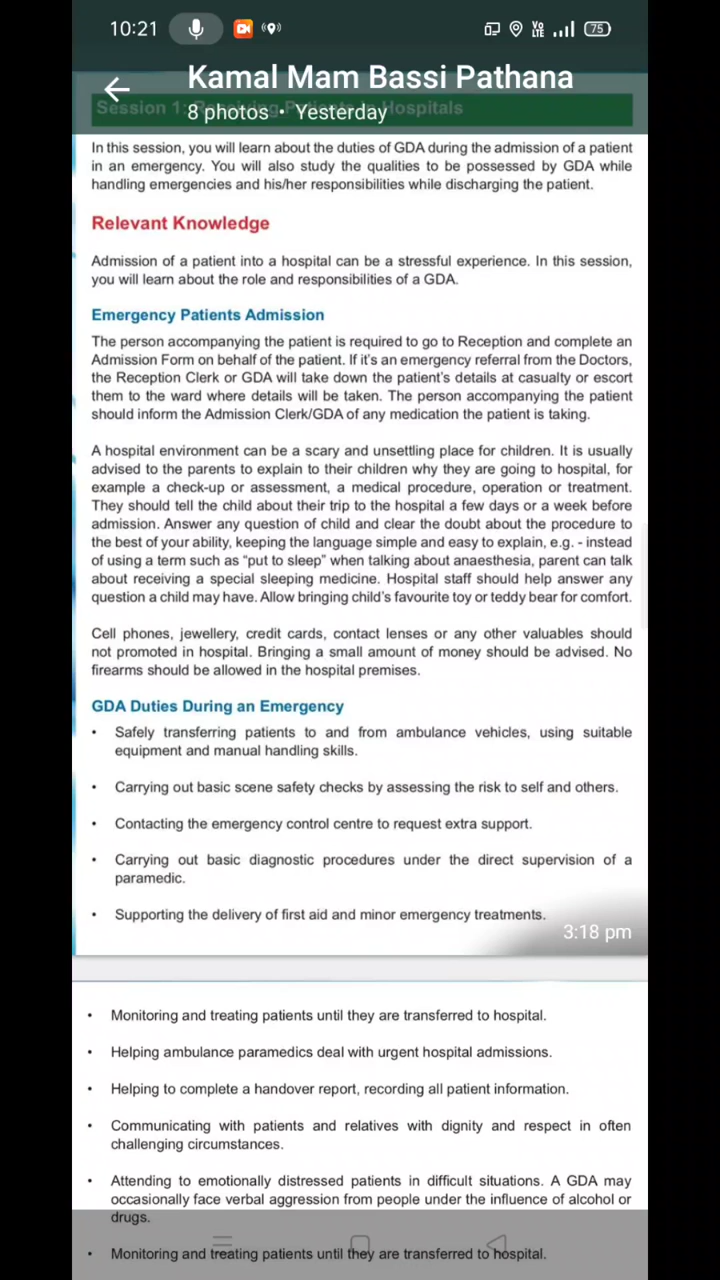 10:21
VO LTE
75
Kamal Mam Bassi Pathana
8 photos • Yesterday
Session 1: Receiving Patients in Hospitals
In this session, you will learn about the duties of GDA during the admission of a patient
in an emergency. You will also study the qualities to be possessed by GDA while
handling emergencies and his/her responsibilities while discharging the patient.
Relevant Knowledge
Admission of a patient into a hospital can be a stressful experience. In this session,
you will learn about the role and responsibilities of a GDA.
Emergency Patients Admission
The person accompanying the patient is required to go to Reception and complete an
Admission Form on behalf of the patient. If it's an emergency referral from the Doctors,
the Reception Clerk or GDA will take down the patient's details at casualty or escort
them to the ward where details will be taken. The person accompanying the patient
should inform the Admission Clerk/GDA of any medication the patient is taking.
A hospital environment can be a scary and unsettling place for children. It is usually
advised to the parents to explain to their children why they are going to hospital, for
example a check-up or assessment, a medical procedure, operation or treatment.
They should tell the child about their trip to the hospital a few days or a week before
admission. Answer any question of child and clear the doubt about the procedure to
the best of your ability, keeping the language simple and easy to explain, e.g. - instead
of using a term such as “put to sleep” when talking about anaesthesia, parent can talk
about receiving a special sleeping medicine. Hospital staff should help answer any
question a child may have. Allow bringing child's favourite toy or teddy bear for comfort.
Cell phones, jewellery, credit cards, contact lenses or any other valuables should
not promoted in hospital. Bringing a small amount of money should be advised. No
firearms should be allowed in the hospital premises.
GDA Duties During an Emergency
• Safely transferring patients to and from ambulance vehicles, using suitable
equipment and manual handling skills.
• Carrying out basic scene safety checks by assessing the risk to self and others.
• Contacting the emergency control centre to request extra support.
• Carrying out basic diagnostic procedures under the direct supervision of a
paramedic.
• Supporting the delivery of first aid and minor emergency treatments.
3:18 pm
• Monitoring and treating patients until they are transferred to hospital.
• Helping ambulance paramedics deal with urgent hospital admissions.
• Helping to complete a handover report, recording all patient information.
• Communicating with patients and relatives with dignity and respect in often
challenging circumstances.
• Attending to emotionally distressed patients in difficult situations. A GDA may
occasionally face verbal aggression from people under the influence of alcohol or
drugs.
• Monitoring and treating patients until they are transferred to hospital.